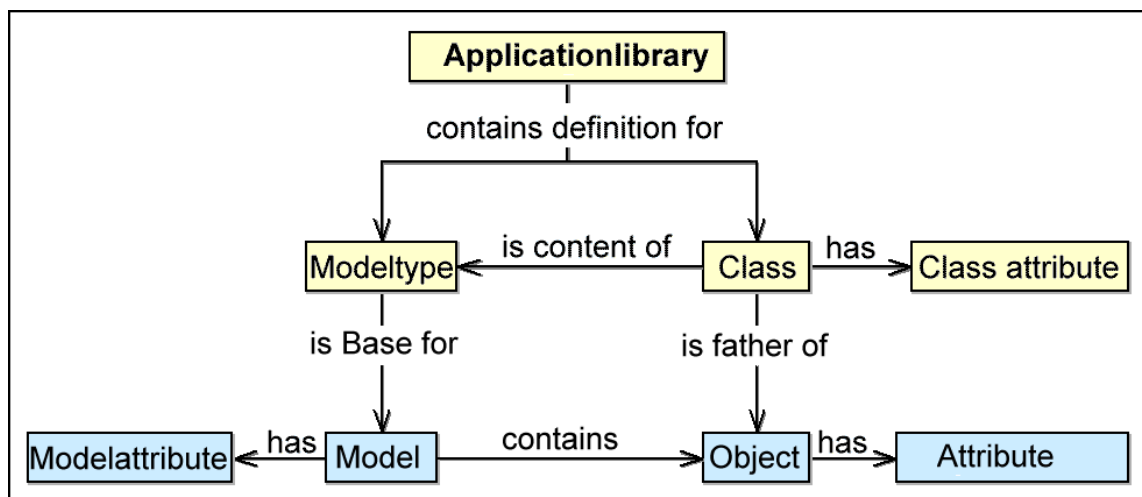 Applicationlibrary
contains definition for
Modeltype
is content of
Class
has
Class attribute
is Base for
is father of
Modelattribute
has
Model
contains
Object
has
Attribute